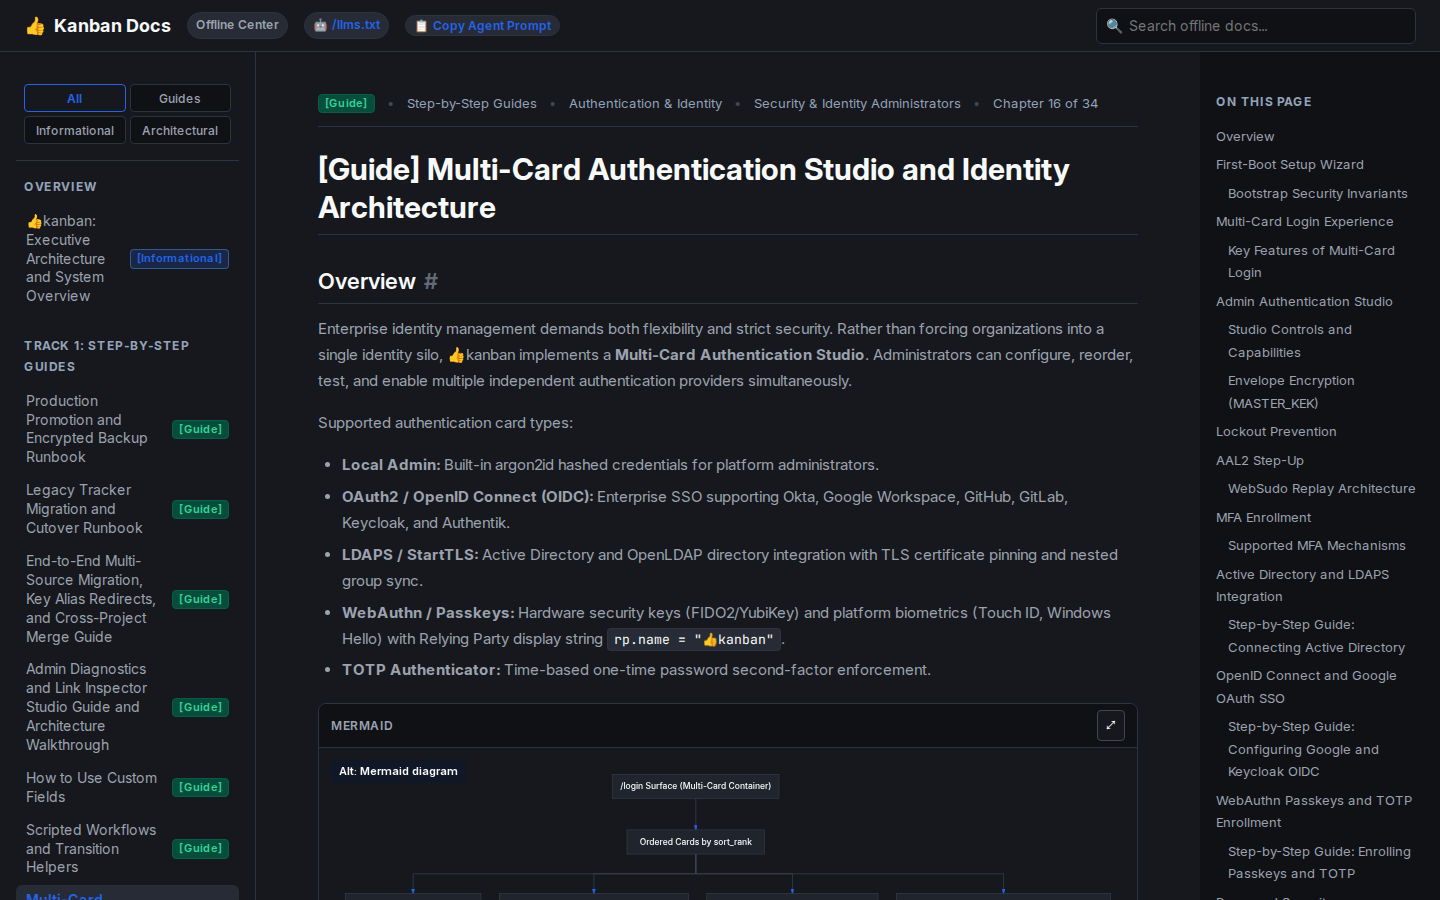 👍 Kanban Docs
Offline Center
🤖 /llms.txt
📋 Copy Agent Prompt
🔍 Search offline docs...
All
Guides
Informational
Architectural
OVERVIEW
👍kanban:
Executive
Architecture
and System
Overview
[Informational]
TRACK 1: STEP-BY-STEP
GUIDES
Production
Promotion and
Encrypted Backup
Runbook
[Guide]
Legacy Tracker
Migration and
Cutover Runbook
[Guide]
End-to-End Multi-
Source Migration,
Key Alias Redirects,
and Cross-Project
Merge Guide
[Guide]
Admin Diagnostics
and Link Inspector
Studio Guide and
Architecture
Walkthrough
[Guide]
How to Use Custom
Fields
[Guide]
Scripted Workflows
and Transition
Helpers
[Guide]
Multi-Card
[Guide] • Step-by-Step Guides • Authentication & Identity • Security & Identity Administrators • Chapter 16 of 34
[Guide] Multi-Card Authentication Studio and Identity
Architecture
Overview #
Enterprise identity management demands both flexibility and strict security. Rather than forcing organizations into a
single identity silo, 👍kanban implements a Multi-Card Authentication Studio. Administrators can configure, reorder,
test, and enable multiple independent authentication providers simultaneously.
Supported authentication card types:
• Local Admin: Built-in argon2id hashed credentials for platform administrators.
• OAuth2 / OpenID Connect (OIDC): Enterprise SSO supporting Okta, Google Workspace, GitHub, GitLab,
Keycloak, and Authentik.
• LDAPS / StartTLS: Active Directory and OpenLDAP directory integration with TLS certificate pinning and nested
group sync.
• WebAuthn / Passkeys: Hardware security keys (FIDO2/YubiKey) and platform biometrics (Touch ID, Windows
Hello) with Relying Party display string rp.name = "👍kanban".
• TOTP Authenticator: Time-based one-time password second-factor enforcement.
MERMAID
Alt: Mermaid diagram
/login Surface (Multi-Card Container)
Ordered Cards by sort_rank
ON THIS PAGE
Overview
First-Boot Setup Wizard
Bootstrap Security Invariants
Multi-Card Login Experience
Key Features of Multi-Card
Login
Admin Authentication Studio
Studio Controls and
Capabilities
Envelope Encryption
(MASTER_KEK)
Lockout Prevention
AAL2 Step-Up
WebSudo Replay Architecture
MFA Enrollment
Supported MFA Mechanisms
Active Directory and LDAPS
Integration
Step-by-Step Guide:
Connecting Active Directory
OpenID Connect and Google
OAuth SSO
Step-by-Step Guide:
Configuring Google and
Keycloak OIDC
WebAuthn Passkeys and TOTP
Enrollment
Step-by-Step Guide: Enrolling
Passkeys and TOTP